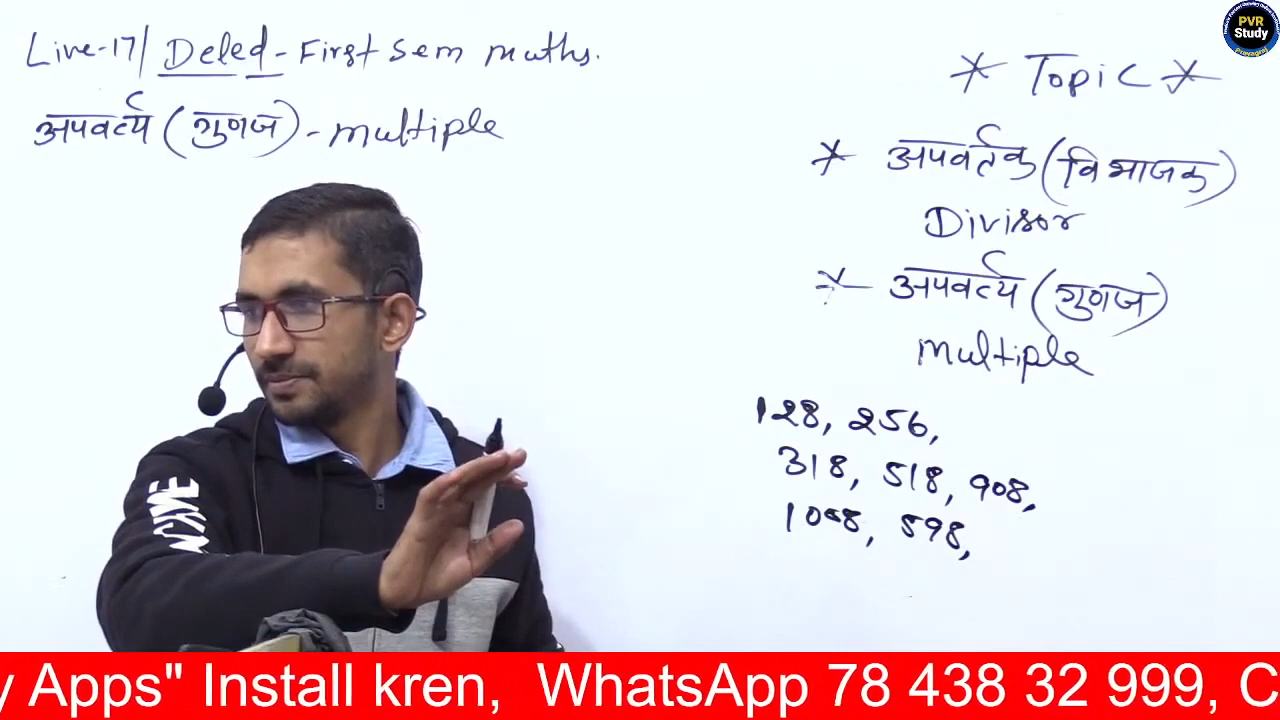 Live-17/ Deled-First Sem maths.
अपवर्त्य (गुणज) - multiple
* Topic *
* अपवर्तक (विभाजक)
Divisor
* अपवर्त्य (गुणज)
multiple
128, 256,
318, 518, 908,
1058, 598,
PVR
Study
Prayagraj
y Apps" Install kren, WhatsApp 78 438 32 999, C